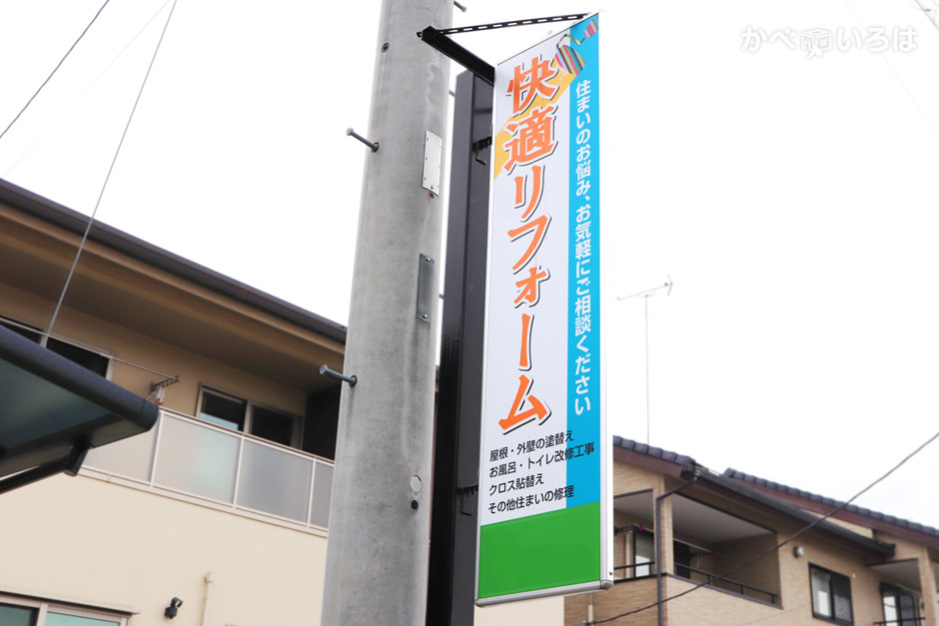 かべいろは
快適リフォーム
住まいのお悩み、お気軽にご相談ください
屋根・外壁の塗替え
お風呂・トイレ改修工事
クロス貼替え
その他住まいの修理